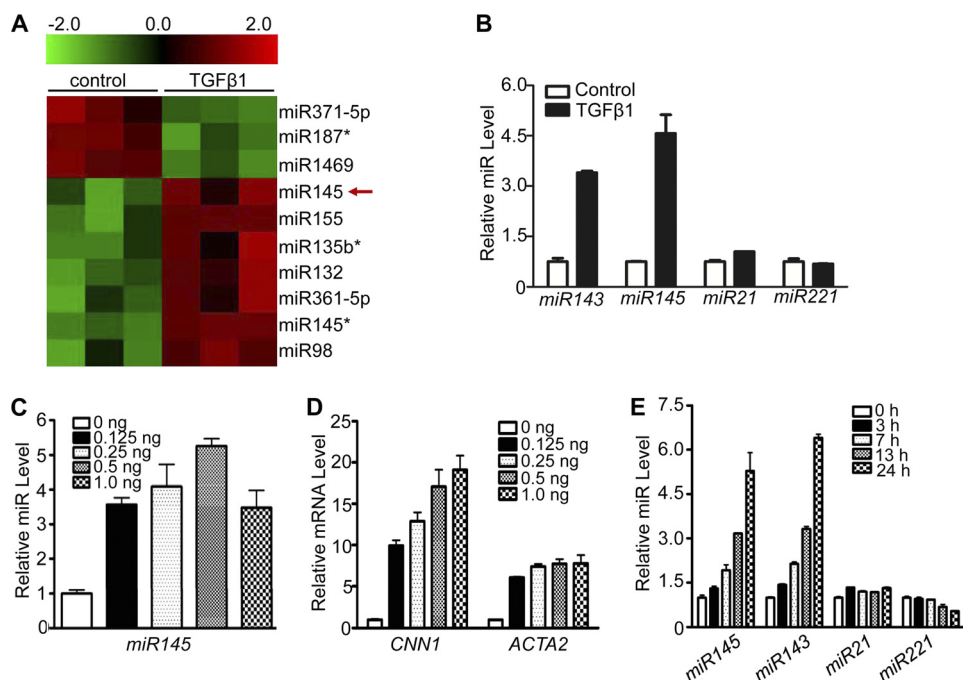 A
-2.0 0.0 2.0
control TGFβ1
miR371-5p
miR187*
miR1469
miR145
miR155
miR135b*
miR132
miR361-5p
miR145*
miR98
B
Relative miR Level
6.0
4.5
3.0
1.5
0
Control
TGFβ1
miR143 miR145 miR21 miR221
C
Relative miR Level
6
5
4
3
2
1
0
0 ng
0.125 ng
0.25 ng
0.5 ng
1.0 ng
miR145
D
Relative mRNA Level
25
20
15
10
5
0
0 ng
0.125 ng
0.25 ng
0.5 ng
1.0 ng
CNN1 ACTA2
E
Relative miR Level
7.5
6.0
4.5
3.0
1.5
0
0 h
3 h
7 h
13 h
24 h
miR145 miR143 miR21 miR221